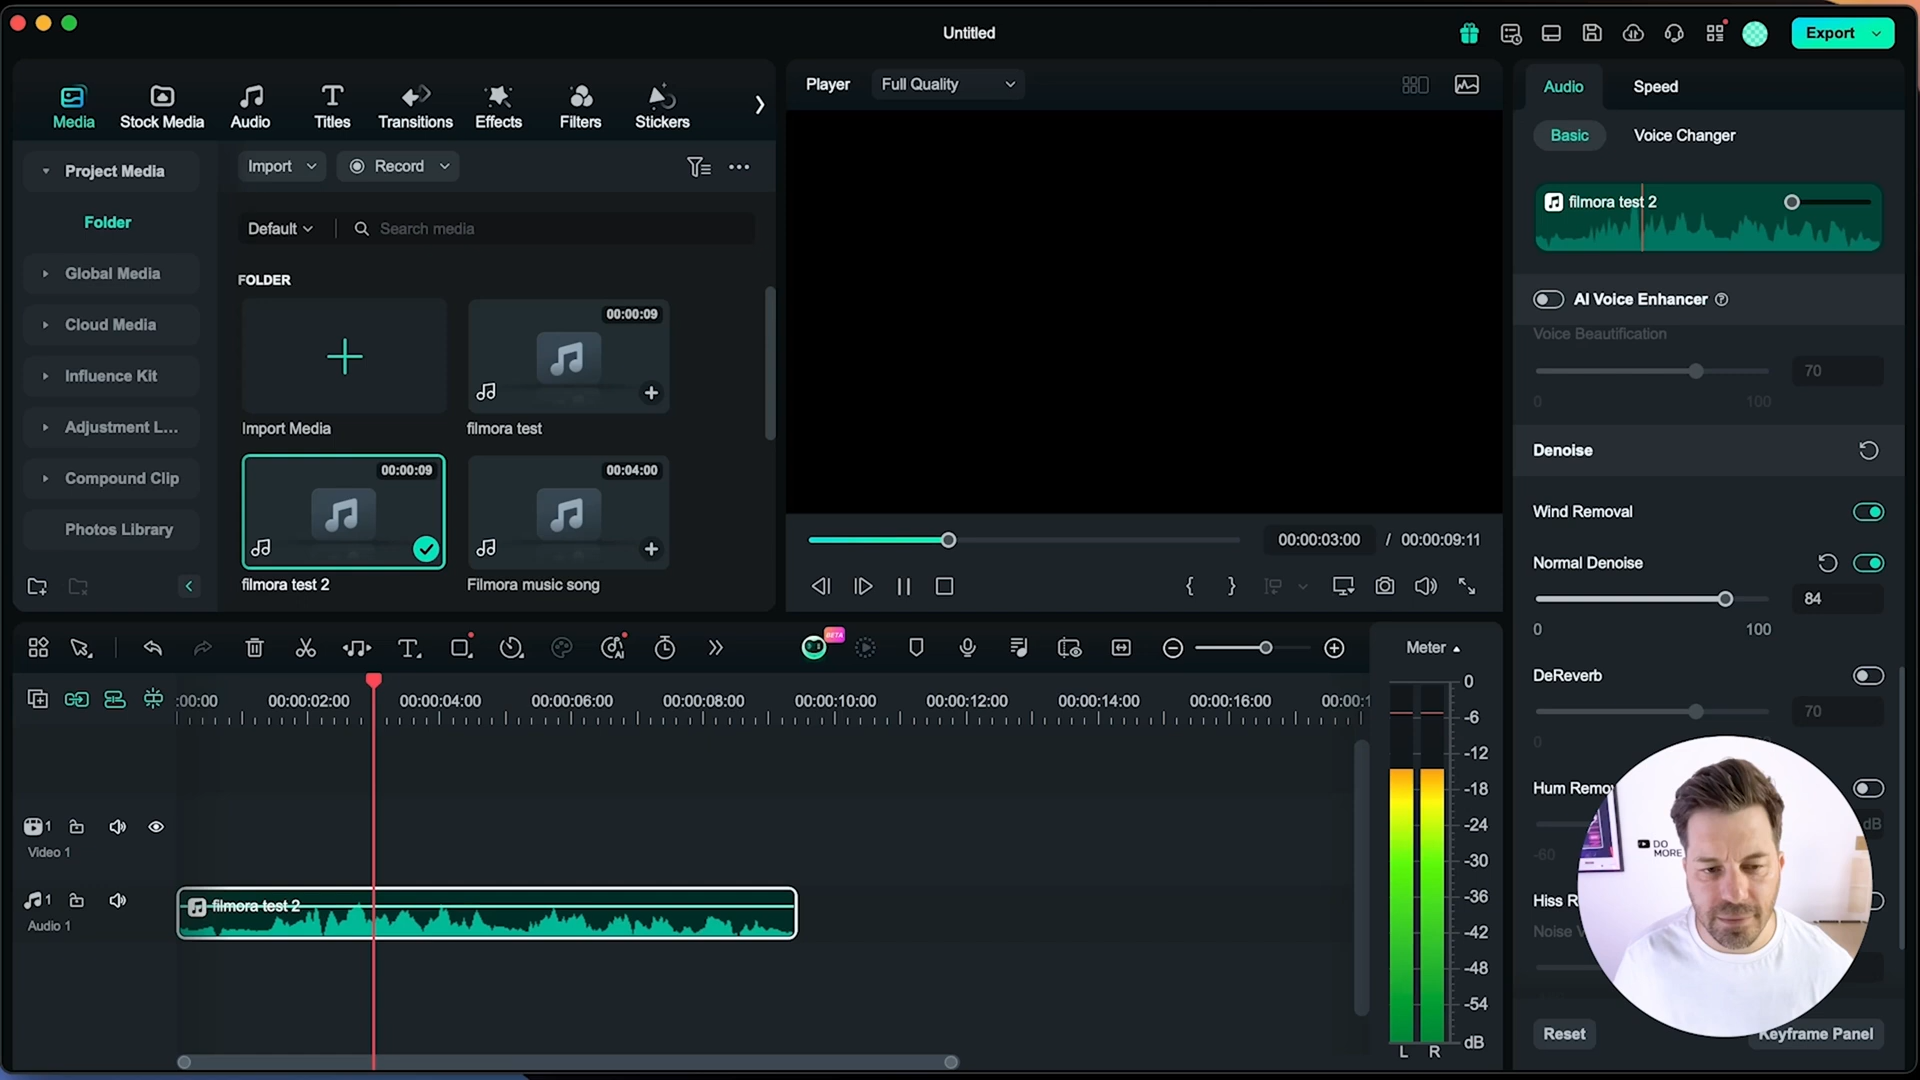 Untitled
Export
Media
Stock Media
Audio
Titles
Transitions
Effects
Filters
Stickers
Project Media
Folder
Global Media
Cloud Media
Influence Kit
Adjustment L...
Compound Clip
Photos Library
Import
Record
Default
Search media
FOLDER
00:00:09
Import Media
filmora test
00:00:09
00:04:00
filmora test 2
Filmora music song
Player
Full Quality
00:00:03:00 / 00:00:09:11
Audio
Speed
Basic
Voice Changer
filmora test 2
AI Voice Enhancer
Voice Beautification
70
0
100
Denoise
Wind Removal
Normal Denoise
84
0
100
DeReverb
70
0
Hum Remo
dB
-60
Hiss R
Noise V
Reset
Keyframe Panel
DO
MORE
BETA
AI
:00:00
00:00:02:00
00:00:04:00
00:00:06:00
00:00:08:00
00:00:10:00
00:00:12:00
00:00:14:00
00:00:16:00
00:00:1
1
Video 1
1
Audio 1
filmora test 2
Meter
0
-6
-12
-18
-24
-30
-36
-42
-48
-54
dB
L
R